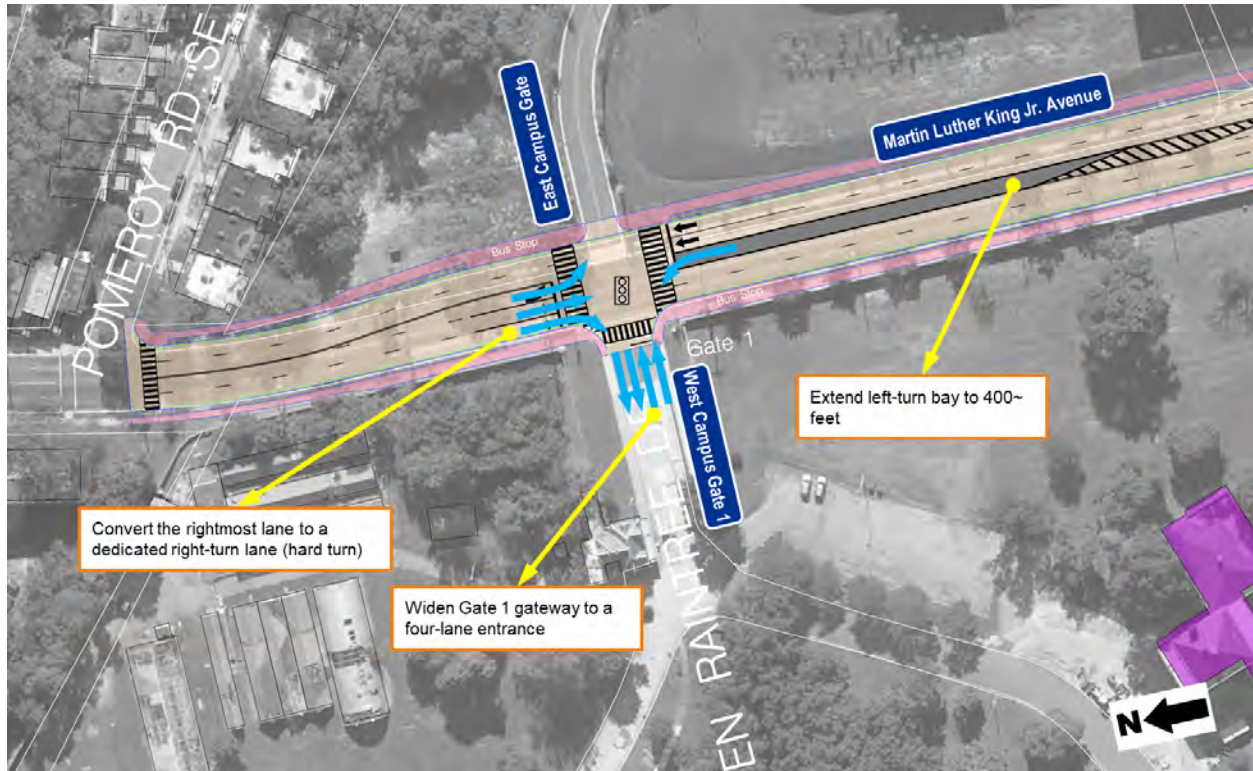 POMEROY RD. SE
East Campus Gate
Martin Luther King Jr. Avenue
Bus Stop
Bus Stop
Gate 1
West Campus Gate 1
Extend left-turn bay to 400~
feet
Convert the rightmost lane to a
dedicated right-turn lane (hard turn)
Widen Gate 1 gateway to a
four-lane entrance
EN RAINTREE
N